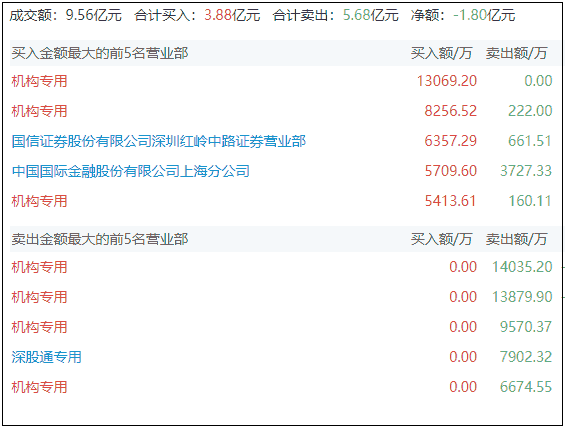 成交额：9.56亿元 合计买入：3.88亿元 合计卖出：5.68亿元 净额：-1.80亿元
买入金额最大的前5名营业部 买入额/万 卖出额/万
机构专用 13069.20 0.00
机构专用 8256.52 222.00
国信证券股份有限公司深圳红岭中路证券营业部 6357.29 661.51
中国国际金融股份有限公司上海分公司 5709.60 3727.33
机构专用 5413.61 160.11
卖出金额最大的前5名营业部 买入额/万 卖出额/万
机构专用 0.00 14035.20
机构专用 0.00 13879.90
机构专用 0.00 9570.37
深股通专用 0.00 7902.32
机构专用 0.00 6674.55